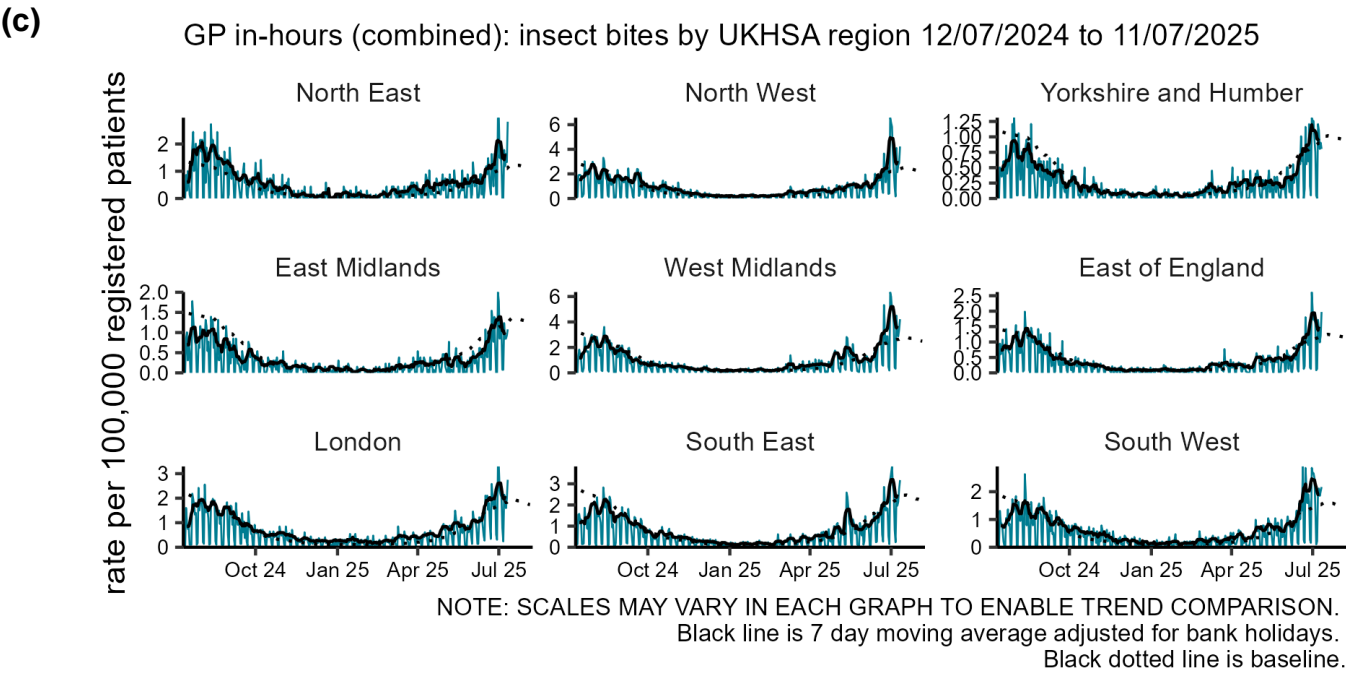 (c)
GP in-hours (combined): insect bites by UKHSA region 12/07/2024 to 11/07/2025
rate per 100,000 registered patients
North East
2
1
0
North West
6
4
2
0
Yorkshire and Humber
1.25
1.00
0.75
0.50
0.25
0.00
East Midlands
2.0
1.5
1.0
0.5
0.0
West Midlands
6
4
2
0
East of England
2.5
2.0
1.5
1.0
0.5
0.0
London
3
2
1
0
Oct 24 Jan 25 Apr 25 Jul 25
South East
3
2
1
0
Oct 24 Jan 25 Apr 25 Jul 25
South West
2
1
0
Oct 24 Jan 25 Apr 25 Jul 25
NOTE: SCALES MAY VARY IN EACH GRAPH TO ENABLE TREND COMPARISON.
Black line is 7 day moving average adjusted for bank holidays.
Black dotted line is baseline.